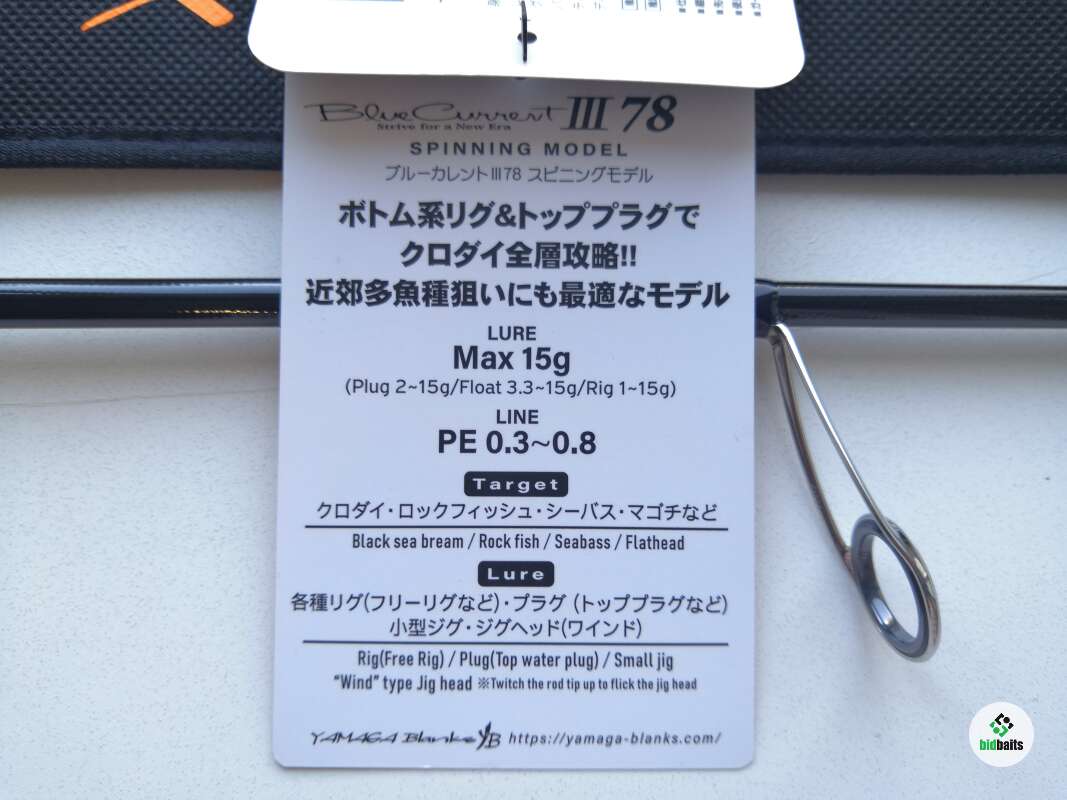 Blue Current III 78
Strive for a New Era
SPINNING MODEL
ブルーカレントⅢ78 スピニングモデル
ボトム系リグ&トッププラグで
クロダイ全層攻略!!
近郊多魚種狙いにも最適なモデル
LURE
Max 15g
(Plug 2~15g/Float 3.3~15g/Rig 1~15g)
LINE
PE 0.3~0.8
Target
クロダイ・ロックフィッシュ・シーバス・マゴチなど
Black sea bream / Rock fish / Seabass / Flathead
Lure
各種リグ(フリーリグなど)・プラグ (トッププラグなど)
小型ジグ・ジグヘッド(ワインド)
Rig(Free Rig) / Plug(Top water plug) / Small jig
"Wind" type Jig head ※Twitch the rod tip up to flick the jig head
YAMAGA Blanks YB https://yamaga-blanks.com/
bidbaits